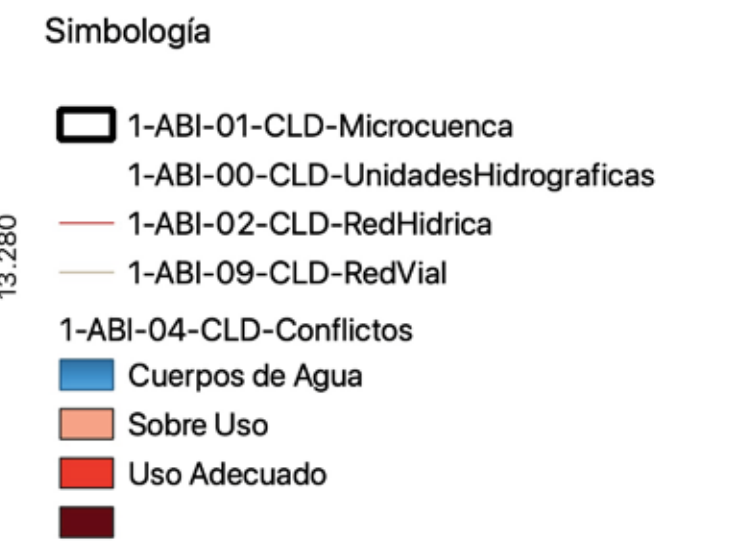 Simbología
1-ABI-01-CLD-Microcuenca
1-ABI-00-CLD-UnidadesHidrograficas
1-ABI-02-CLD-RedHidrica
13.280
1-ABI-09-CLD-RedVial
1-ABI-04-CLD-Conflictos
Cuerpos de Agua
Sobre Uso
Uso Adecuado